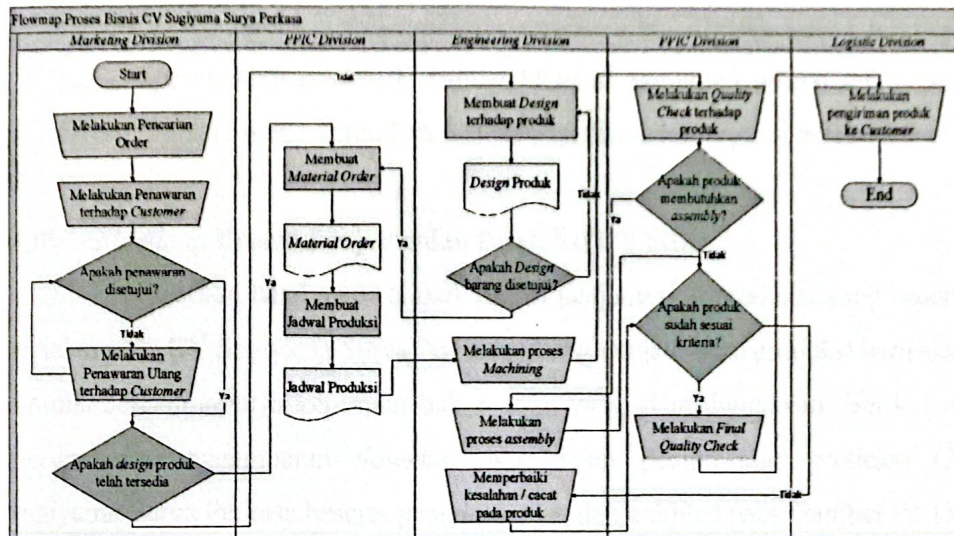 Flowmap Proses Bisnis CV Sugiyama Surya Perkasa
Marketing Division
PPIC Division
Engineering Division
PPIC Division
Logistic Division
Start
Melakukan Pencarian
Order
Melakukan Penawaran
terhadap Customer
Apakah penawaran
disetujui?
Tidak
Melakukan
Penawaran Ulang
terhadap Customer
Ya
Apakah design produk
telah tersedia
Tidak
Membuat
Material Order
Material Order
Ya
Membuat
Jadwal Produksi
Jadwal Produksi
Ya
Membuat Design
terhadap produk
Design Produk
Tidak
Apakah Design
barang disetujui?
Melakukan proses
Machining
Melakukan
proses assembly
Memperbaiki
kesalahan / cacat
pada produk
Melakukan Quality
Check terhadap
produk
Apakah produk
membutuhkan
assembly?
Ya
Tidak
Apakah produk
sudah sesuai
kriteria?
Ya
Melakukan Final
Quality Check
Tidak
Melakukan
pengiriman produk
ke Customer
End